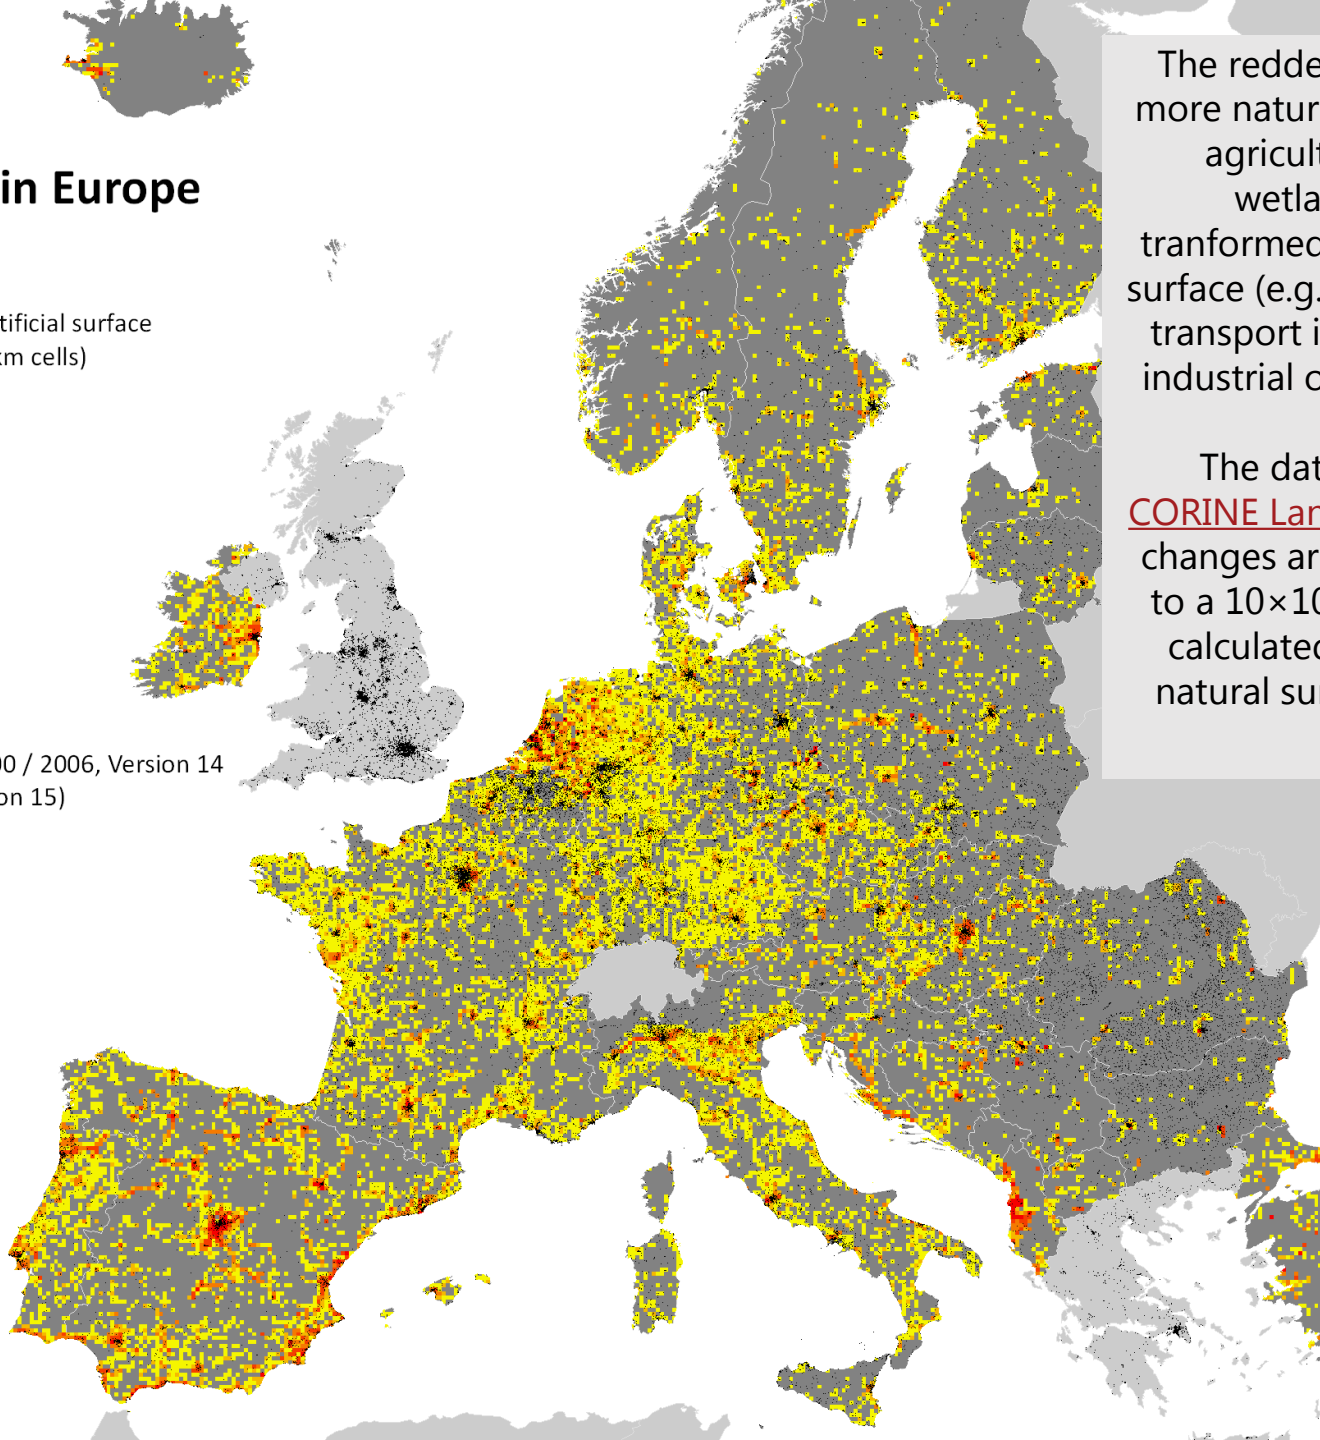 in Europe
tificial surface
km cells)
00 / 2006, Version 14
on 15)
The redde
more natur
agricult
wetla
tranformed
surface (e.g.
transport i
industrial o
The dat
CORINE Lan
changes ar
to a 10×10
calculated
natural sur